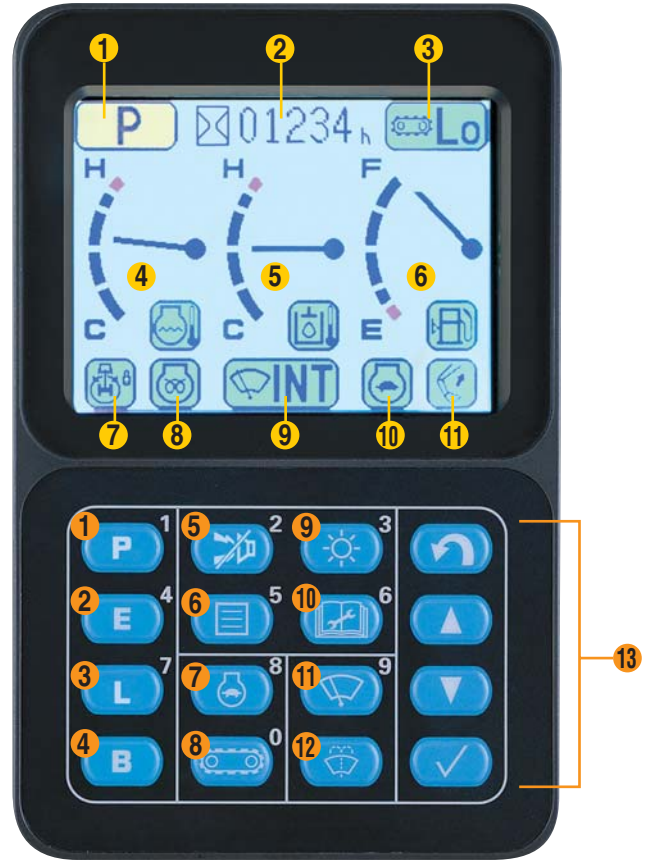 1 2 3
P 01234 h Lo
H H F
4 5 6
C C E
INT
7 8 9 10 11
1 P 1 5 2 9 3
2 E 4 6 5 10 6
3 L 7 7 8 11 9
4 B 8 0 12
13